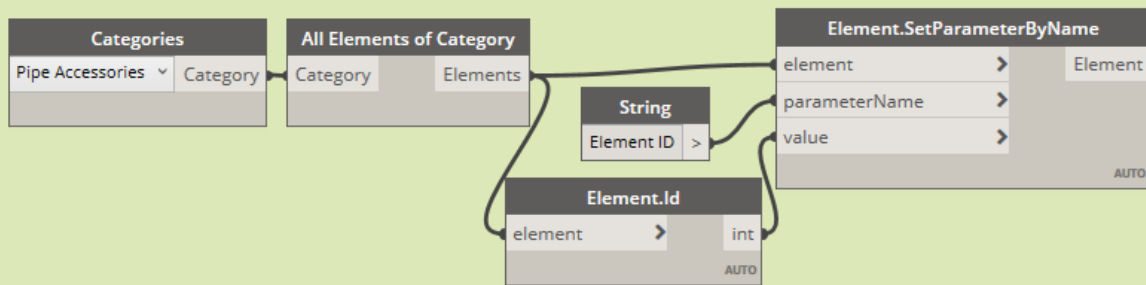 Categories
Pipe Accessories Category
All Elements of Category
Category Elements
String
Element ID >
Element.Id
element int
AUTO
Element.SetParameterByName
element Element
parameterName
value
AUTO